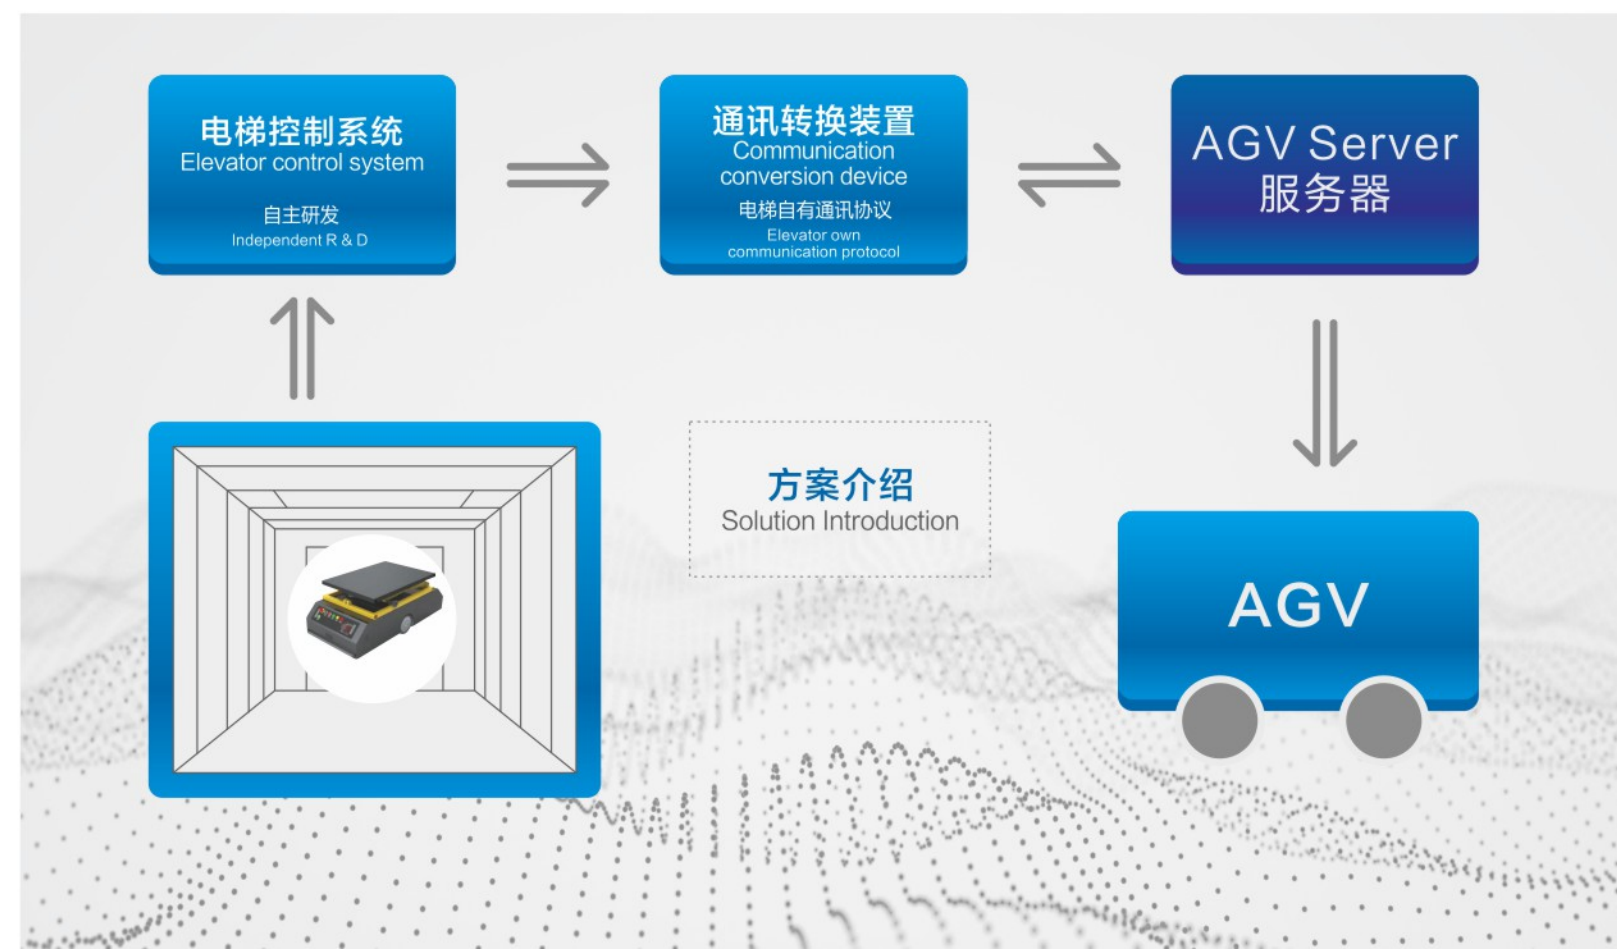 电梯控制系统
Elevator control system
自主研发
Independent R & D
通讯转换装置
Communication
conversion device
电梯自有通讯协议
Elevator own
communication protocol
AGV Server
服务器
方案介绍
Solution Introduction
AGV